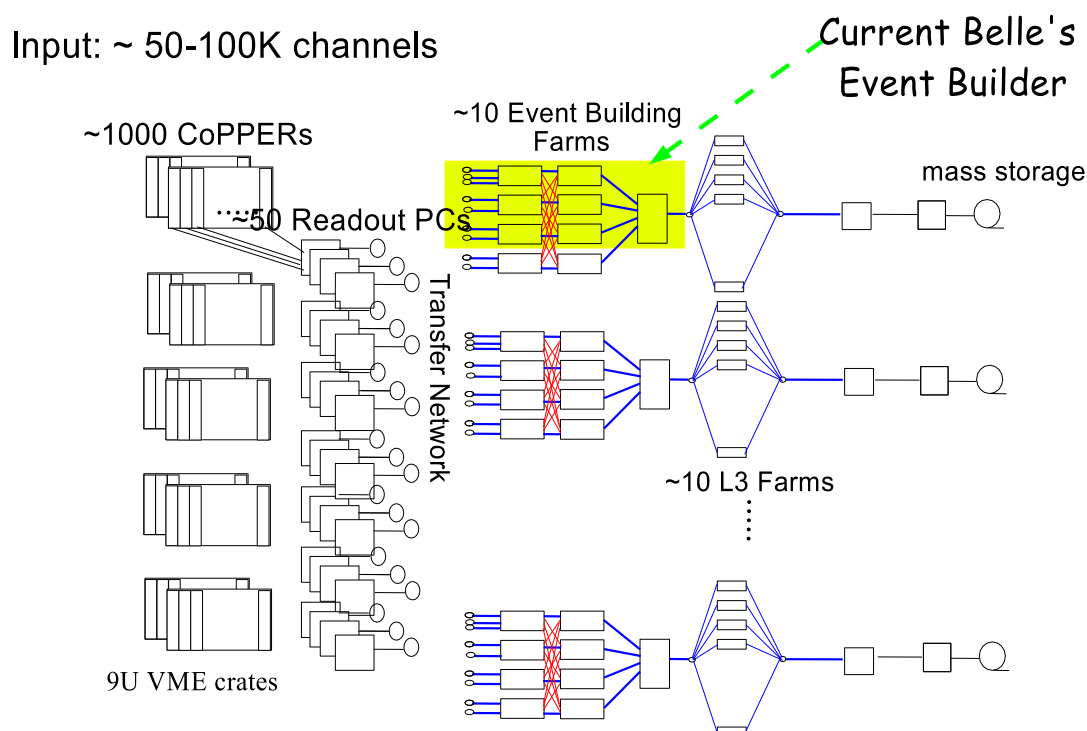 Input: ~ 50-100K channels
Current Belle's
Event Builder
~10 Event Building
Farms
~1000 CoPPERs
mass storage
~50 Readout PCs
Transfer Network
~10 L3 Farms
9U VME crates